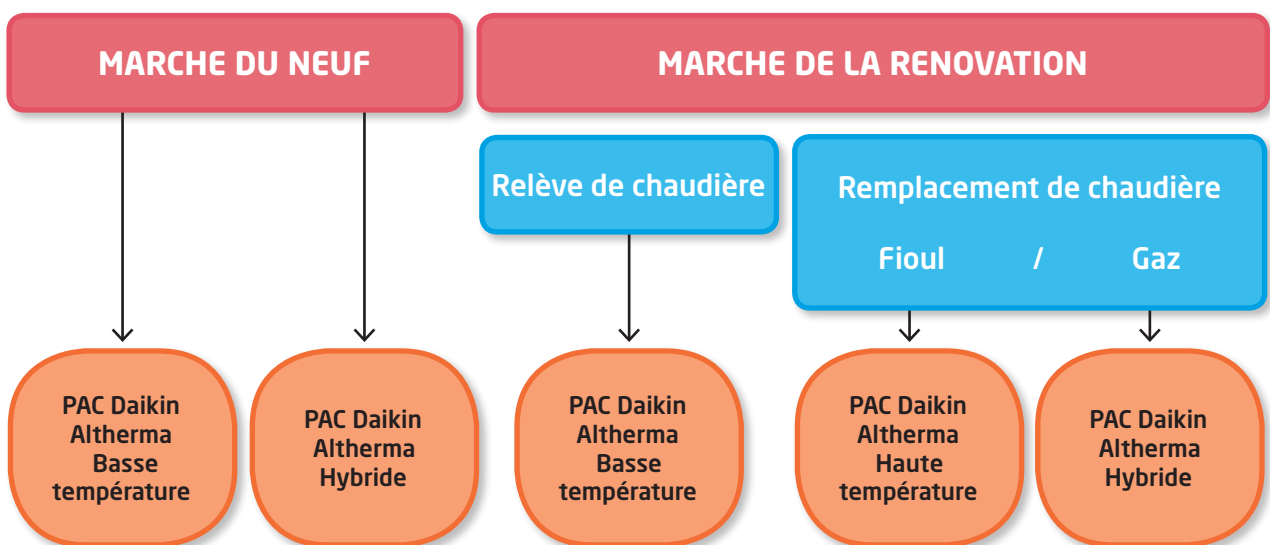 MARCHE DU NEUF
MARCHE DE LA RENOVATION
Relève de chaudière
Remplacement de chaudière
Fioul / Gaz
PAC Daikin
Altherma
Basse
température
PAC Daikin
Altherma
Hybride
PAC Daikin
Altherma
Basse
température
PAC Daikin
Altherma
Haute
température
PAC Daikin
Altherma
Hybride